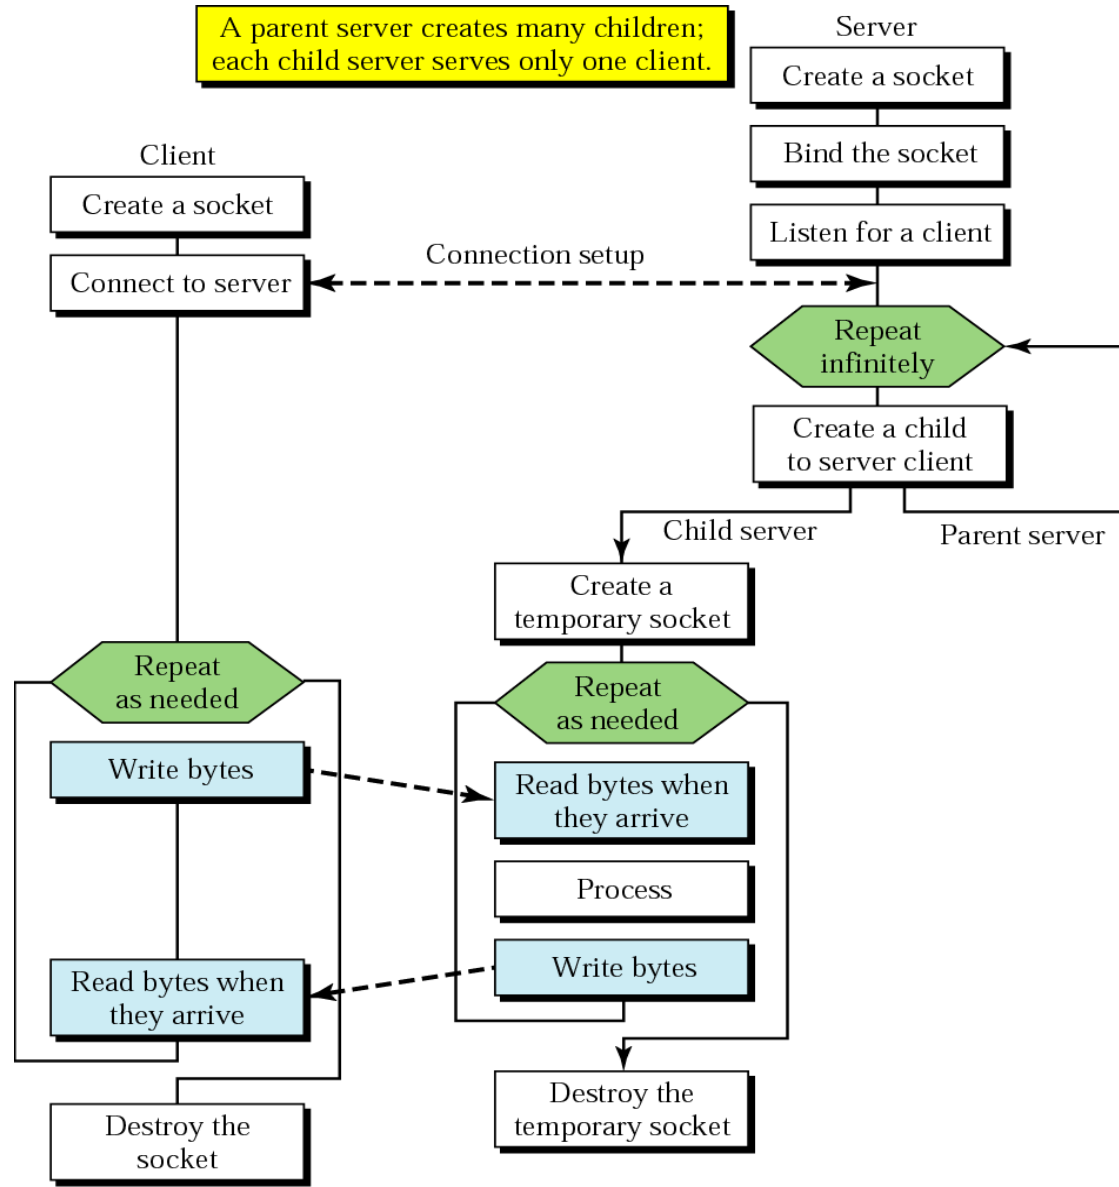 A parent server creates many children;
each child server serves only one client.
Server
Create a socket
Bind the socket
Listen for a client
Client
Create a socket
Connect to server
Connection setup
Repeat
infinitely
Create a child
to server client
Child server
Parent server
Create a
temporary socket
Repeat
as needed
Write bytes
Read bytes when
they arrive
Destroy the
socket
Repeat
as needed
Read bytes when
they arrive
Process
Write bytes
Destroy the
temporary socket